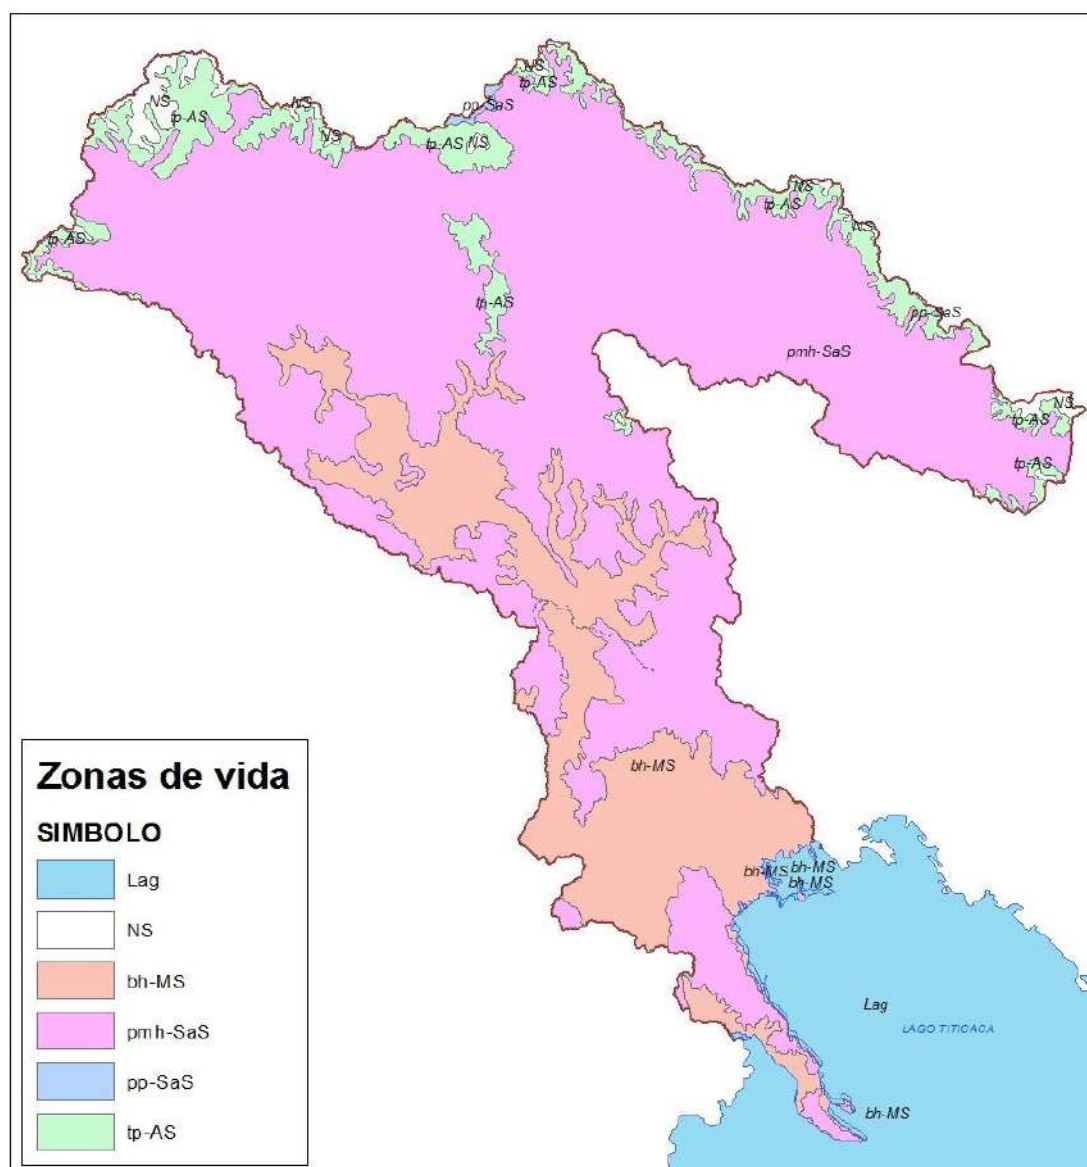 NS
tp-AS
NS
NS
pp-SaS
NS
tp-AS
tp-AS
NS
tp-AS
NS
tp-AS
NS
tp-AS
pp-SaS
pmh-SaS
NS
tp-AS
tp-AS
bh-MS
bh-MS
bh-MS
bh-MS
Lag
LAGO TITICACA
bh-MS
Zonas de vida
SIMBOLO
Lag
NS
bh-MS
pmh-SaS
pp-SaS
tp-AS